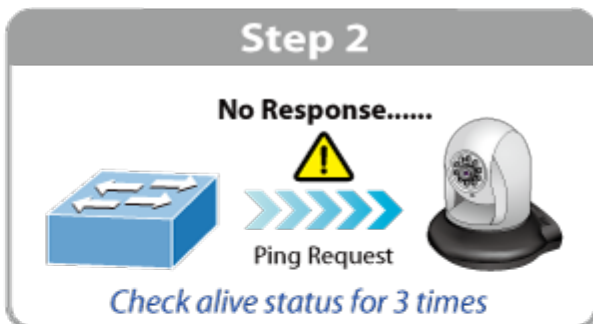 Step 2
No Response......
Ping Request
Check alive status for 3 times